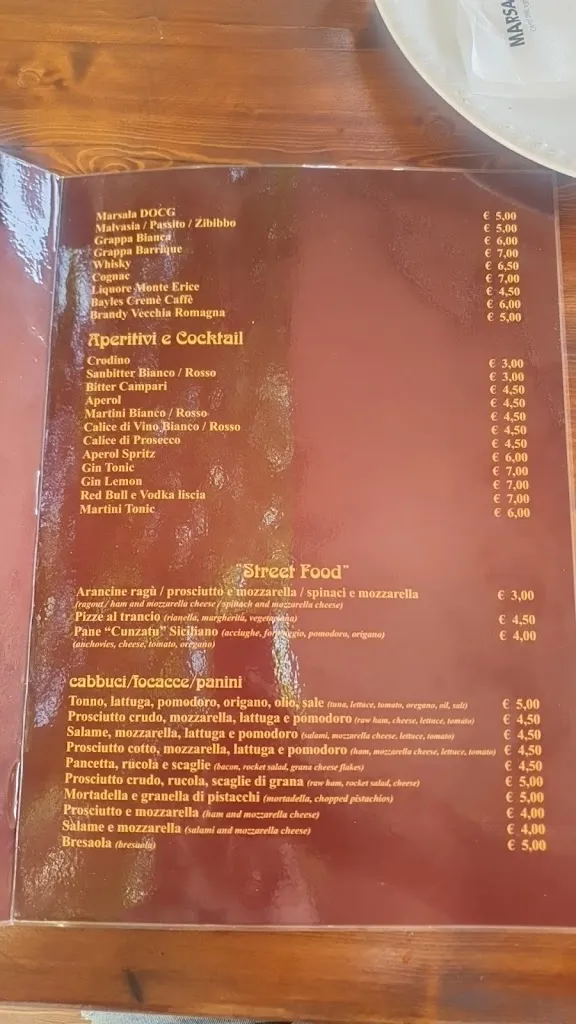 MARSA
Marsala DOCG € 5,00
Malvasia / Passito / Zibibbo € 5,00
Grappa Bianca € 6,00
Grappa Barrique € 7,00
Whisky € 6,50
Cognac € 7,00
Liquore Monte Erice € 4,50
Bayles Cremè Caffè € 6,00
Brandy Vecchia Romagna € 5,00
Aperitivi e Cocktail
Crodino € 3,00
Sanbitter Bianco / Rosso € 3,00
Bitter Campari € 4,50
Aperol € 4,50
Martini Bianco / Rosso € 4,50
Calice di Vino Bianco / Rosso € 4,50
Calice di Prosecco € 4,50
Aperol Spritz € 6,00
Gin Tonic € 7,00
Gin Lemon € 7,00
Red Bull e Vodka liscia € 7,00
Martini Tonic € 6,00
"Street Food"
Arancine ragù / prosciutto e mozzarella / spinaci e mozzarella € 3,00
(ragout / ham and mozzarella cheese / spinach and mozzarella cheese)
Pizze al trancio (rianella, margherita, vegetariana) € 4,50
Pane “Cunzatu” Siciliano (acciughe, formaggio, pomodoro, origano) € 4,00
(anchovies, cheese, tomato, oregano)
cabbuci/focacce/panini
Tonno, lattuga, pomodoro, origano, olio, sale (tuna, lettuce, tomato, oregano, oil, salt) € 5,00
Prosciutto crudo, mozzarella, lattuga e pomodoro (raw ham, cheese, lettuce, tomato) € 4,50
Salame, mozzarella, lattuga e pomodoro (salami, mozzarella cheese, lettuce, tomato) € 4,50
Prosciutto cotto, mozzarella, lattuga e pomodoro (ham, mozzarella cheese, lettuce, tomato) € 4,50
Pancetta, rucola e scaglie (bacon, rocket salad, grana cheese flakes) € 4,50
Prosciutto crudo, rucola, scaglie di grana (raw ham, rocket salad, cheese) € 5,00
Mortadella e granella di pistacchi (mortadella, chopped pistachios) € 5,00
Prosciutto e mozzarella (ham and mozzarella cheese) € 4,00
Salame e mozzarella (salami and mozzarella cheese) € 4,00
Bresaola (bresaola) € 5,00